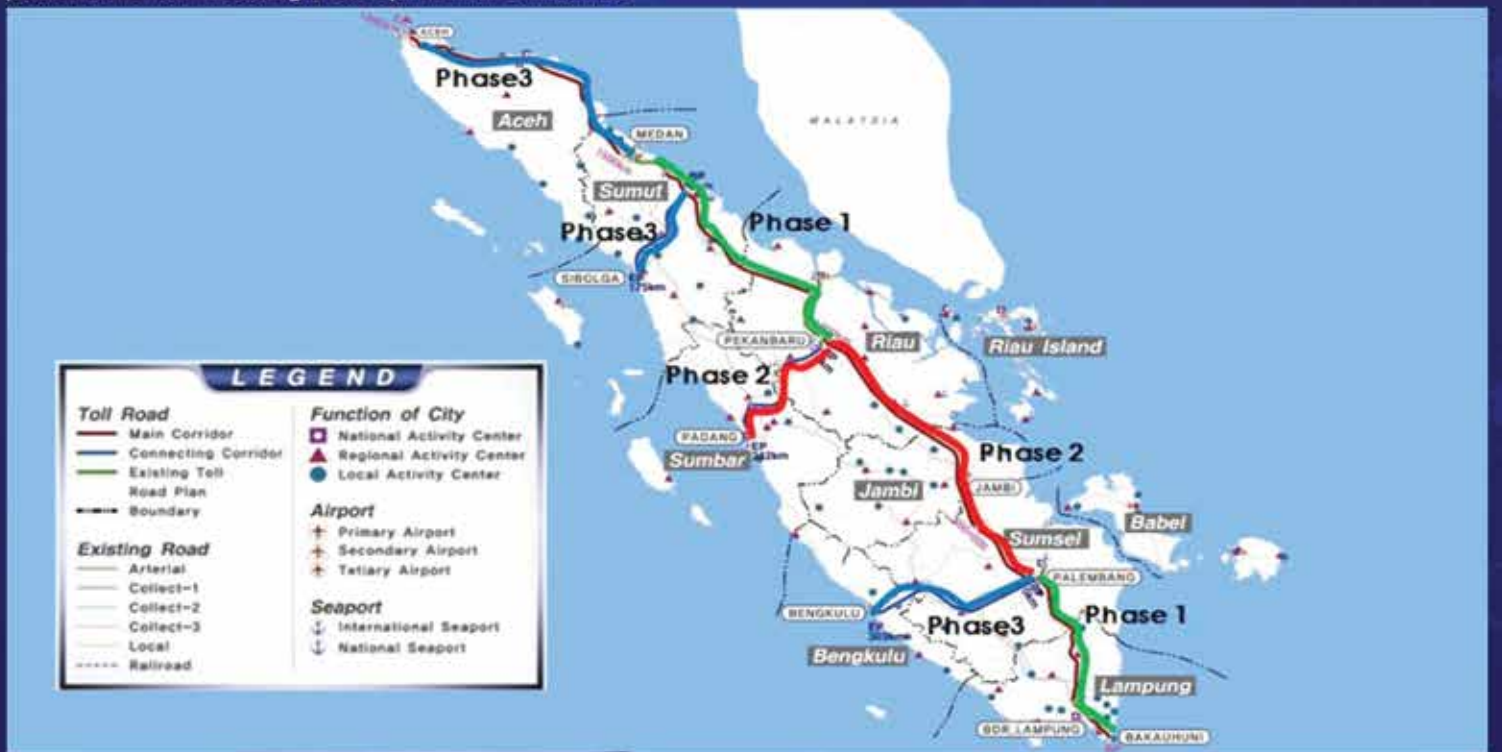 ACEH
Phase3
Aceh
MEDAN
MALAYSIA
Sumut
Phase 1
Phase3
SIBOLGA
EP
175km
PEKANBARU
Riau
Riau Island
Phase 2
PADANG
EP
Sumbar
Phase 2
Jambi
JAMBI
Babel
Sumsel
PALEMBANG
BENGKULU
EP
Phase3
Phase 1
Bengkulu
Lampung
BDR.LAMPUNG
BAKAUHUNI
LEGEND
Toll Road
Main Corridor
Connecting Corridor
Existing Toll
Road Plan
Boundary
Existing Road
Arterial
Collect-1
Collect-2
Collect-3
Local
Railroad
Function of City
National Activity Center
Regional Activity Center
Local Activity Center
Airport
Primary Airport
Secondary Airport
Tetiary Airport
Seaport
International Seaport
National Seaport